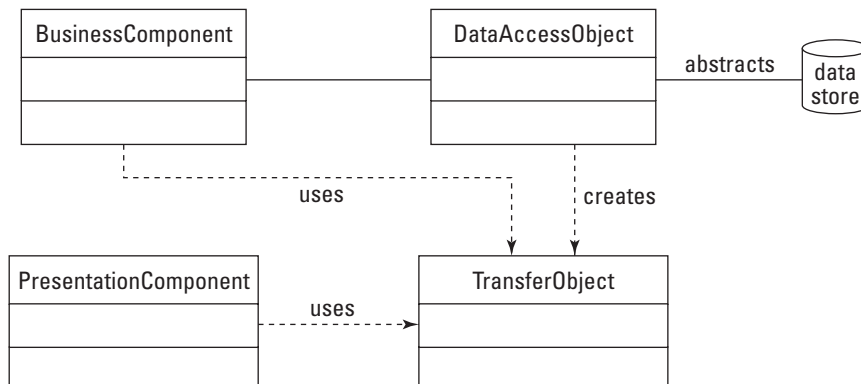 BusinessComponent
DataAccessObject
abstracts
data
store
uses
creates
PresentationComponent
TransferObject
uses